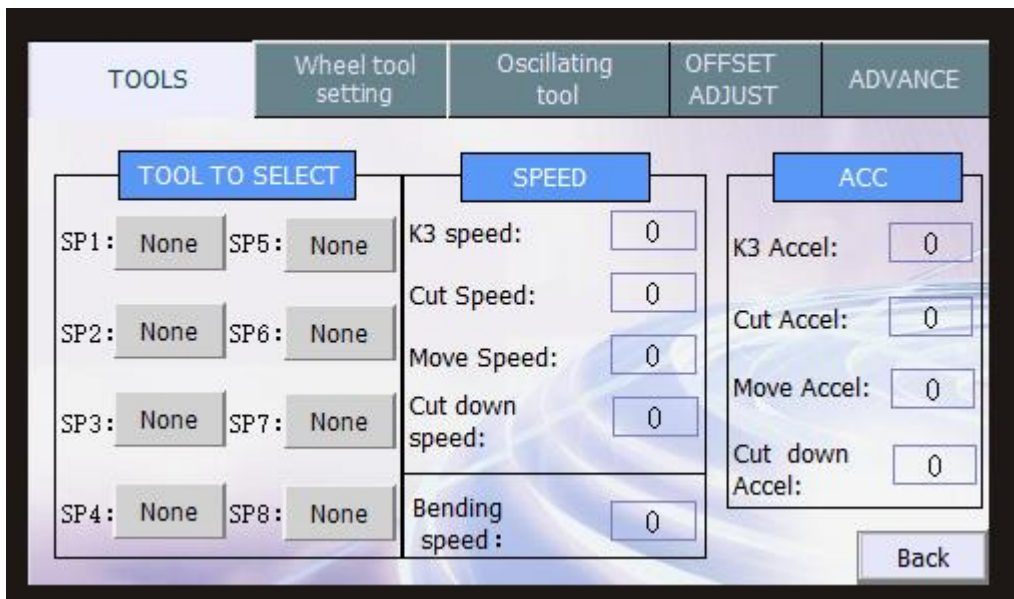 TOOLS
Wheel tool
setting
Oscillating
tool
OFFSET
ADJUST
ADVANCE
TOOL TO SELECT
SP1: None SP5: None
SP2: None SP6: None
SP3: None SP7: None
SP4: None SP8: None
SPEED
K3 speed: 0
Cut Speed: 0
Move Speed: 0
Cut down
speed: 0
Bending
speed: 0
ACC
K3 Accel: 0
Cut Accel: 0
Move Accel: 0
Cut down
Accel: 0
Back